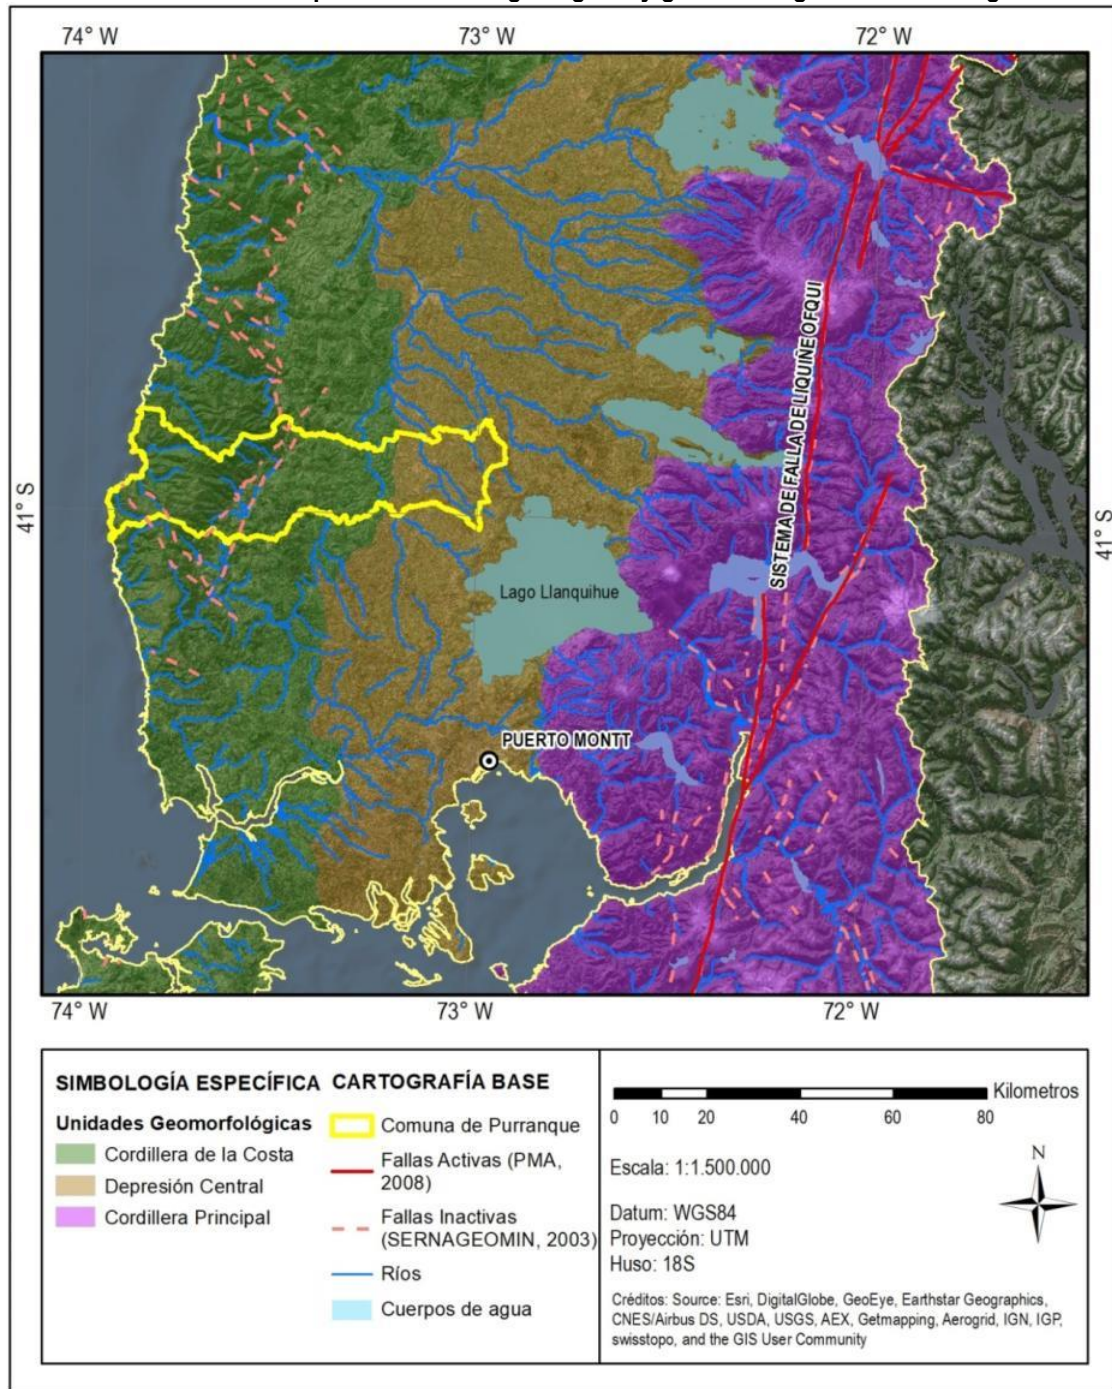 74° W 73° W 72° W
41° S
41° S
SISTEMA DE FALLA DE LIQUIÑE OFQUI
Lago Llanquihue
PUERTO MONTT
74° W 73° W 72° W
SIMBOLOGÍA ESPECÍFICA
Unidades Geomorfológicas
Cordillera de la Costa
Depresión Central
Cordillera Principal
CARTOGRAFÍA BASE
Comuna de Purranque
Fallas Activas (PMA,
2008)
Fallas Inactivas
(SERNAGEOMIN, 2003)
Ríos
Cuerpos de agua
Kilometros
0 10 20 40 60 80
Escala: 1:1.500.000
N
Datum: WGS84
Proyección: UTM
Huso: 18S
Créditos: Source: Esri, DigitalGlobe, GeoEye, Earthstar Geographics,
CNES/Airbus DS, USDA, USGS, AEX, Getmapping, Aerogrid, IGN, IGP,
swisstopo, and the GIS User Community